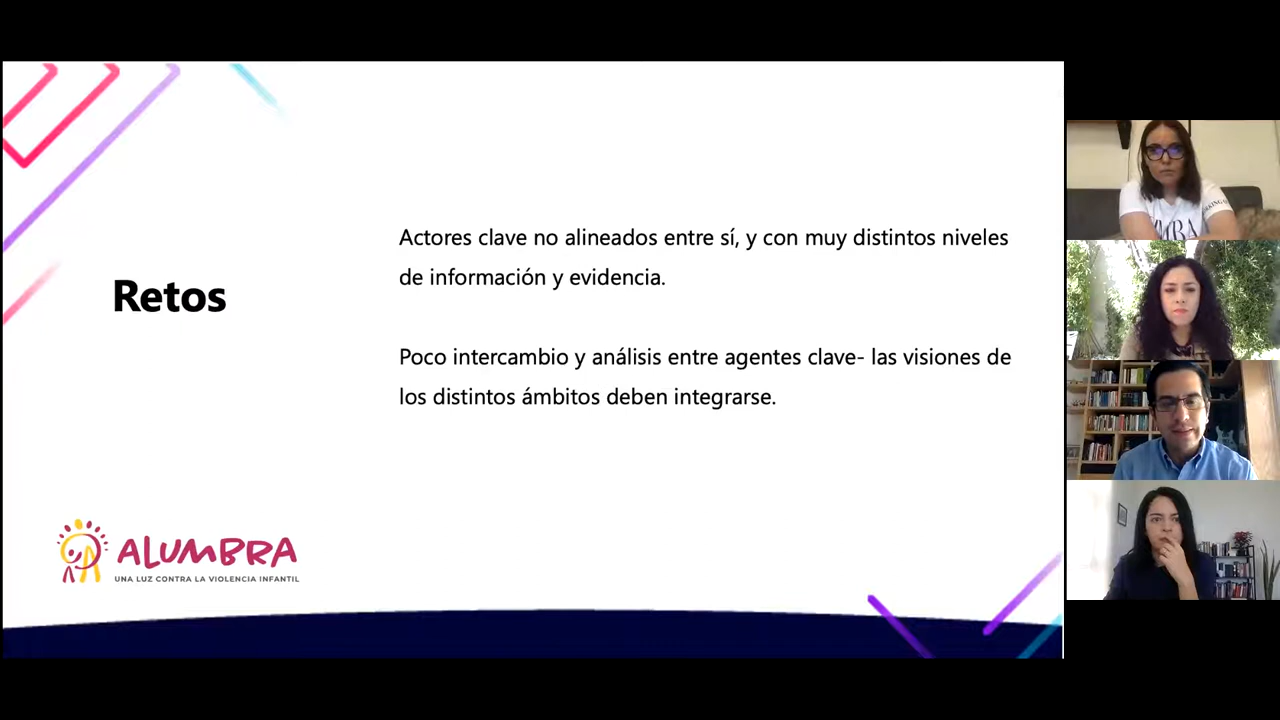 Retos
Actores clave no alineados entre sí, y con muy distintos niveles
de información y evidencia.
Poco intercambio y análisis entre agentes clave- las visiones de
los distintos ámbitos deben integrarse.
ALUMBRA
UNA LUZ CONTRA LA VIOLENCIA INFANTIL